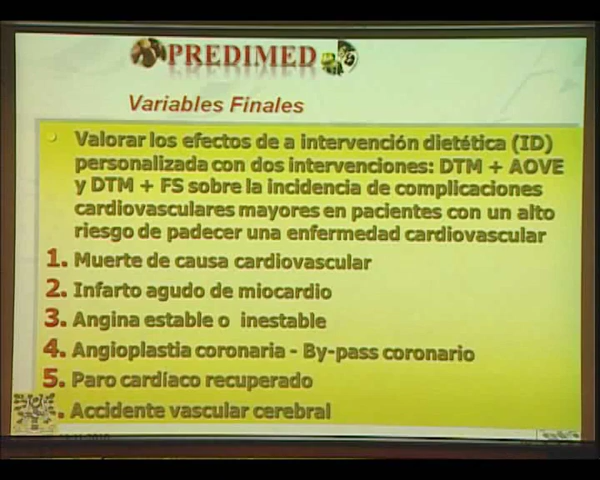 PREDIMED
Variables Finales
Valorar los efectos de a intervención dietética (ID)
personalizada con dos intervenciones: DTM + AOVE
y DTM + FS sobre la incidencia de complicaciones
cardiovasculares mayores en pacientes con un alto
riesgo de padecer una enfermedad cardiovascular
1. Muerte de causa cardiovascular
2. Infarto agudo de miocardio
3. Angina estable o inestable
4. Angioplastia coronaria - By-pass coronario
5. Paro cardíaco recuperado
. Accidente vascular cerebral